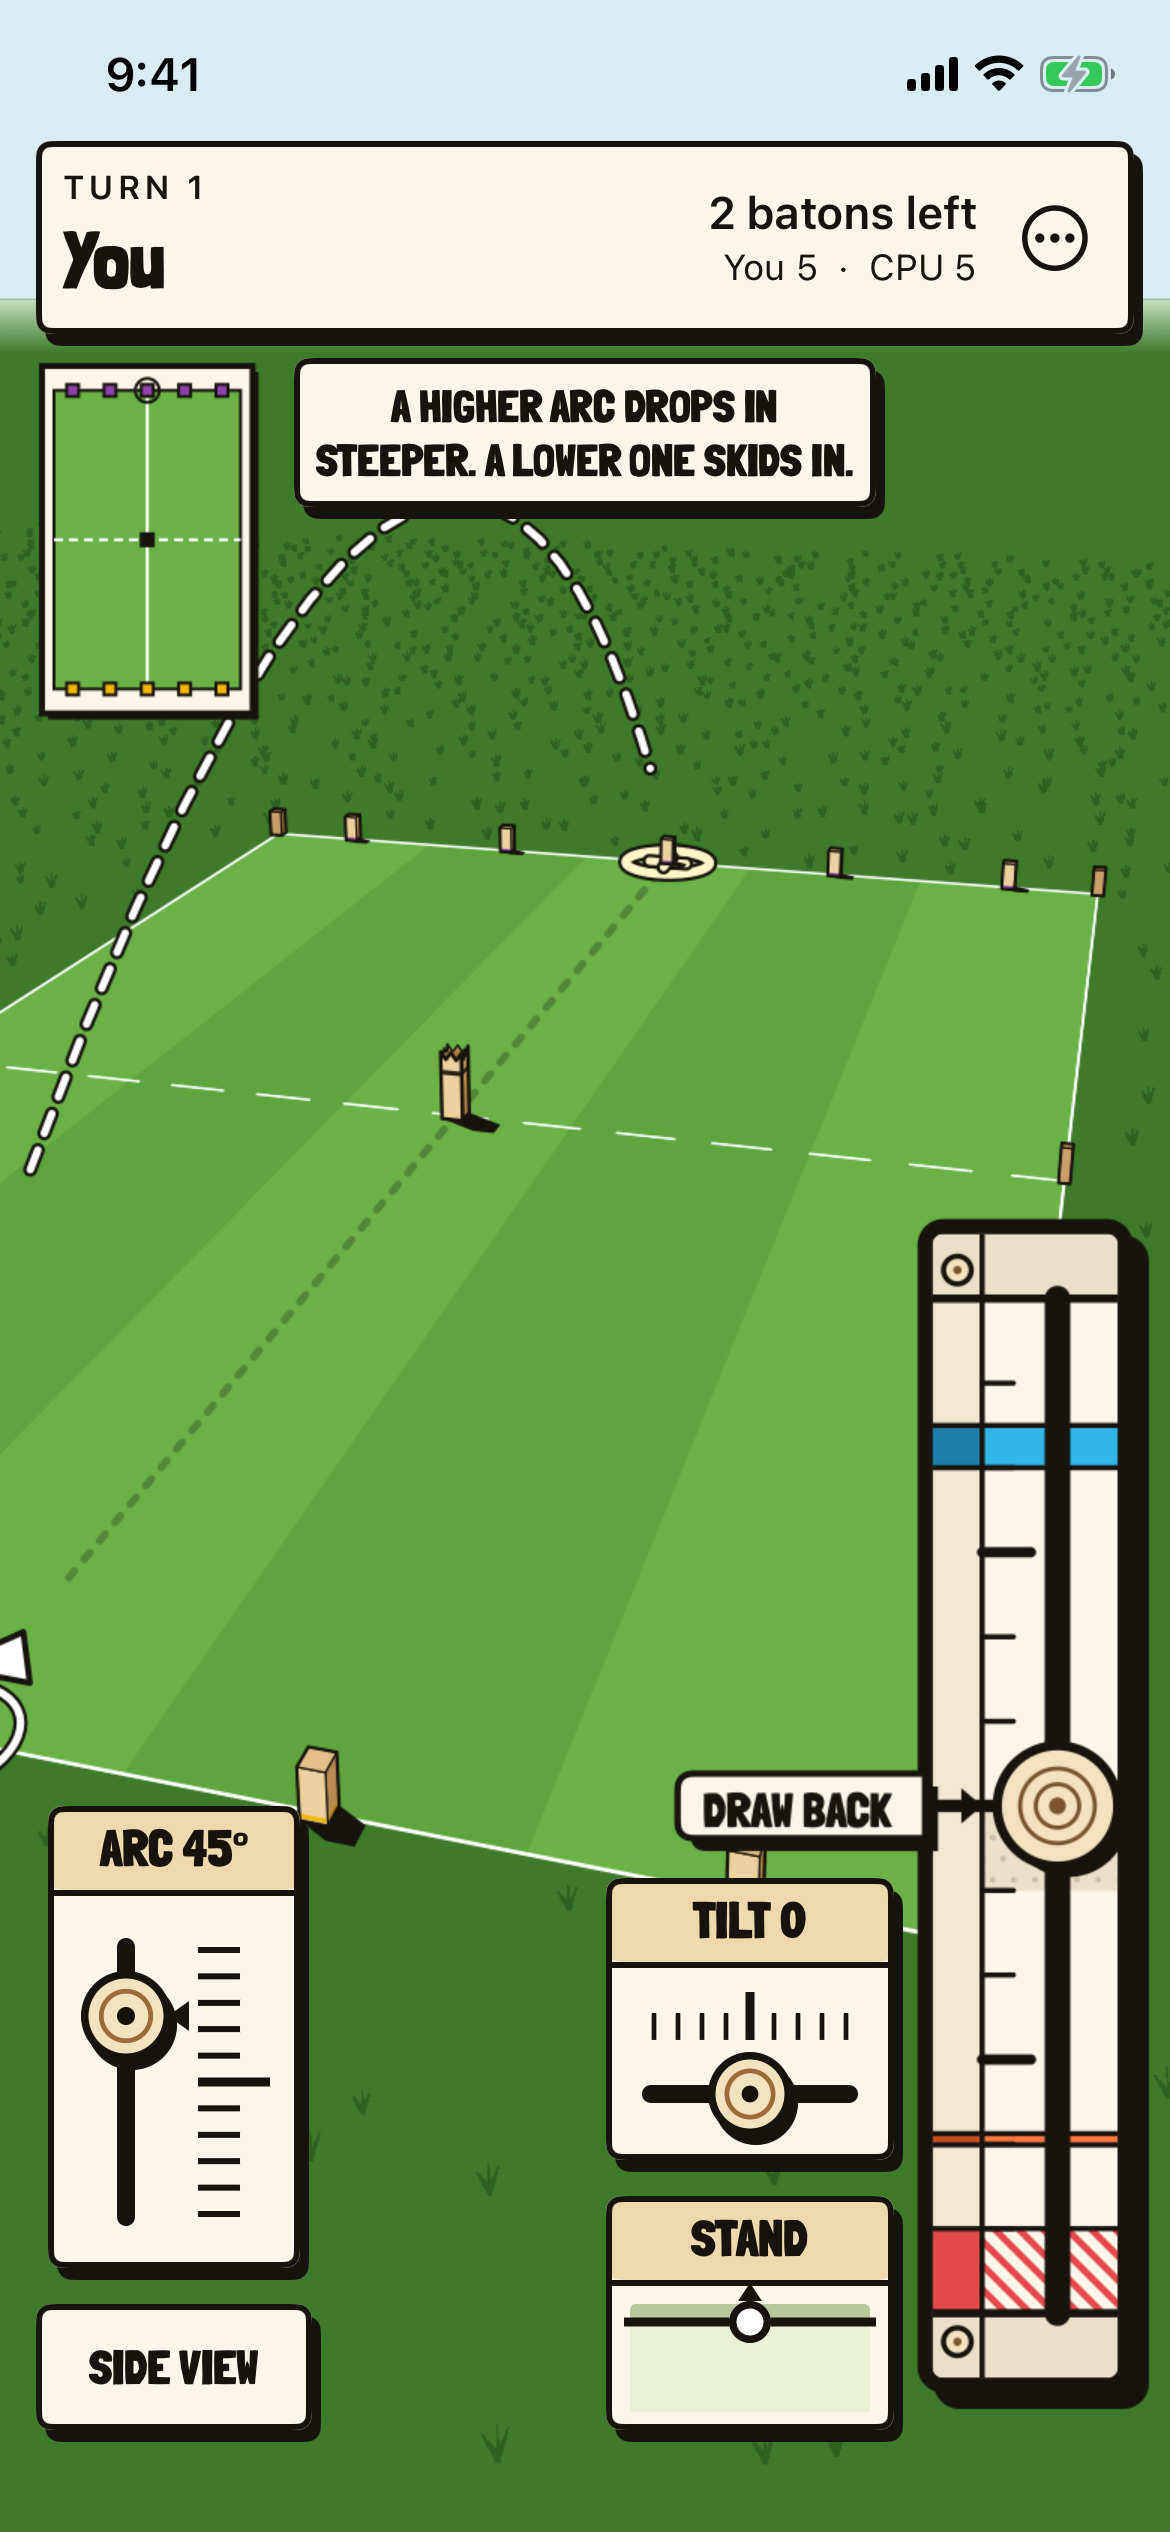 9:41
TURN 1
You
2 batons left
You 5 · CPU 5
A HIGHER ARC DROPS IN
STEEPER. A LOWER ONE SKIDS IN.
DRAW BACK
ARC 45°
TILT 0
STAND
SIDE VIEW